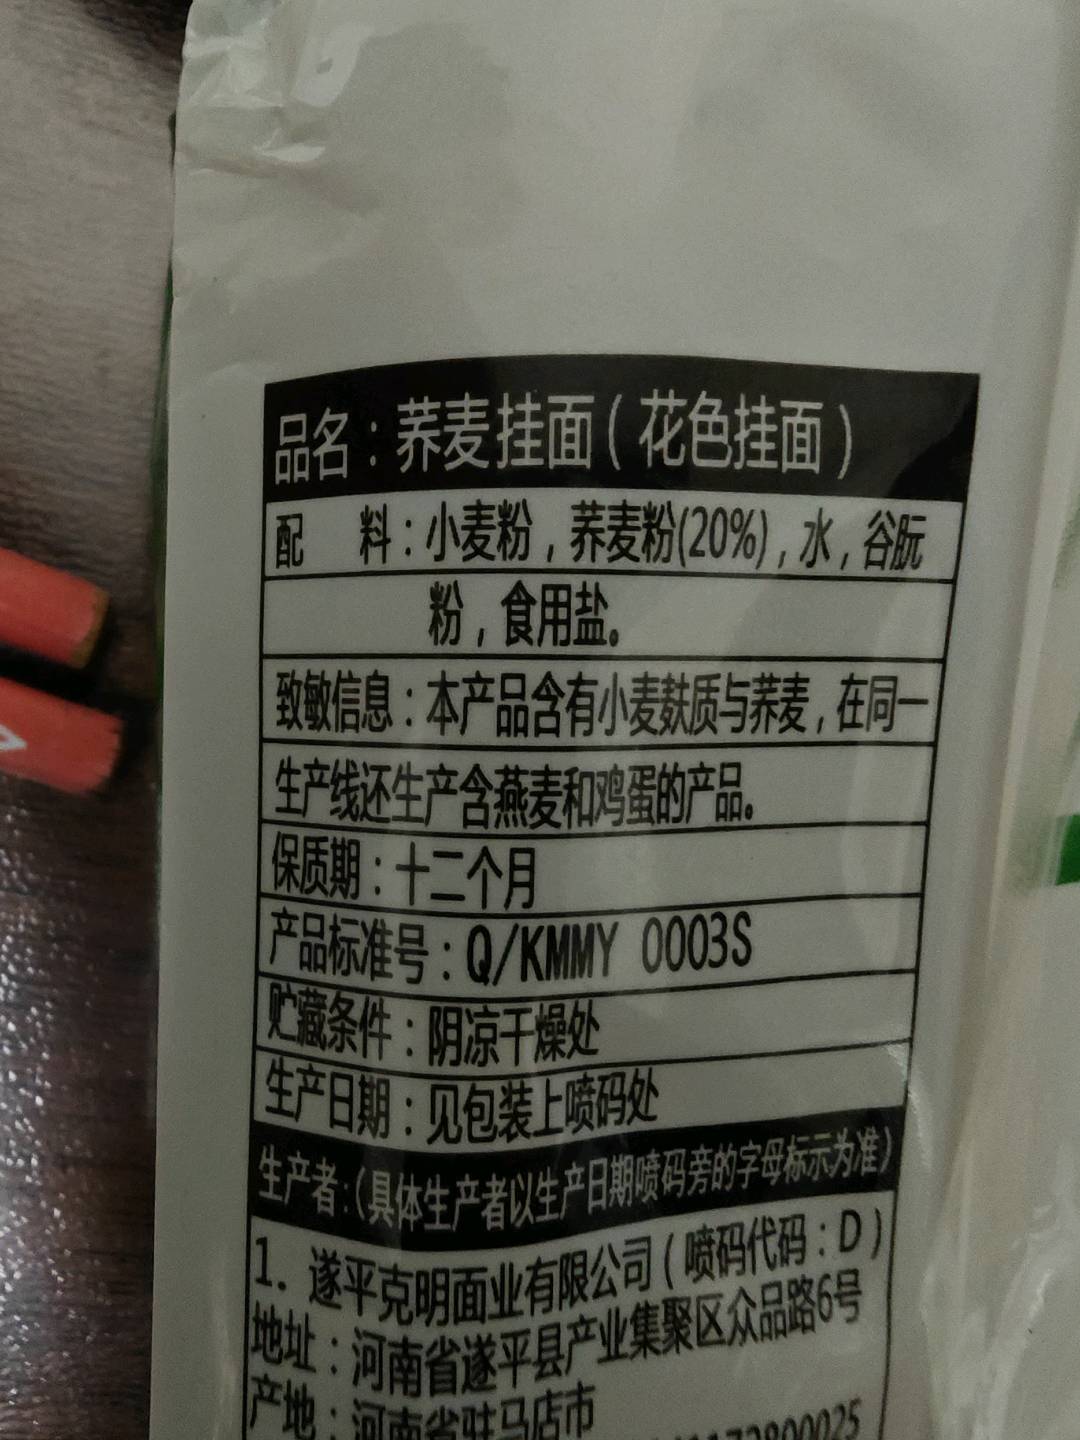 品名：荞麦挂面（花色挂面）
配 料：小麦粉，荞麦粉(20%)，水，谷朊
粉，食用盐。
致敏信息：本产品含有小麦麸质与荞麦，在同一
生产线还生产含燕麦和鸡蛋的产品。
保质期：十二个月
产品标准号：Q/KMMY 0003S
贮藏条件：阴凉干燥处
生产日期：见包装上喷码处
生产者：（具体生产者以生产日期喷码旁的字母标示为准）
1. 遂平克明面业有限公司（喷码代码：D）
地址：河南省遂平县产业集聚区众品路6号
产地：河南省驻马店市